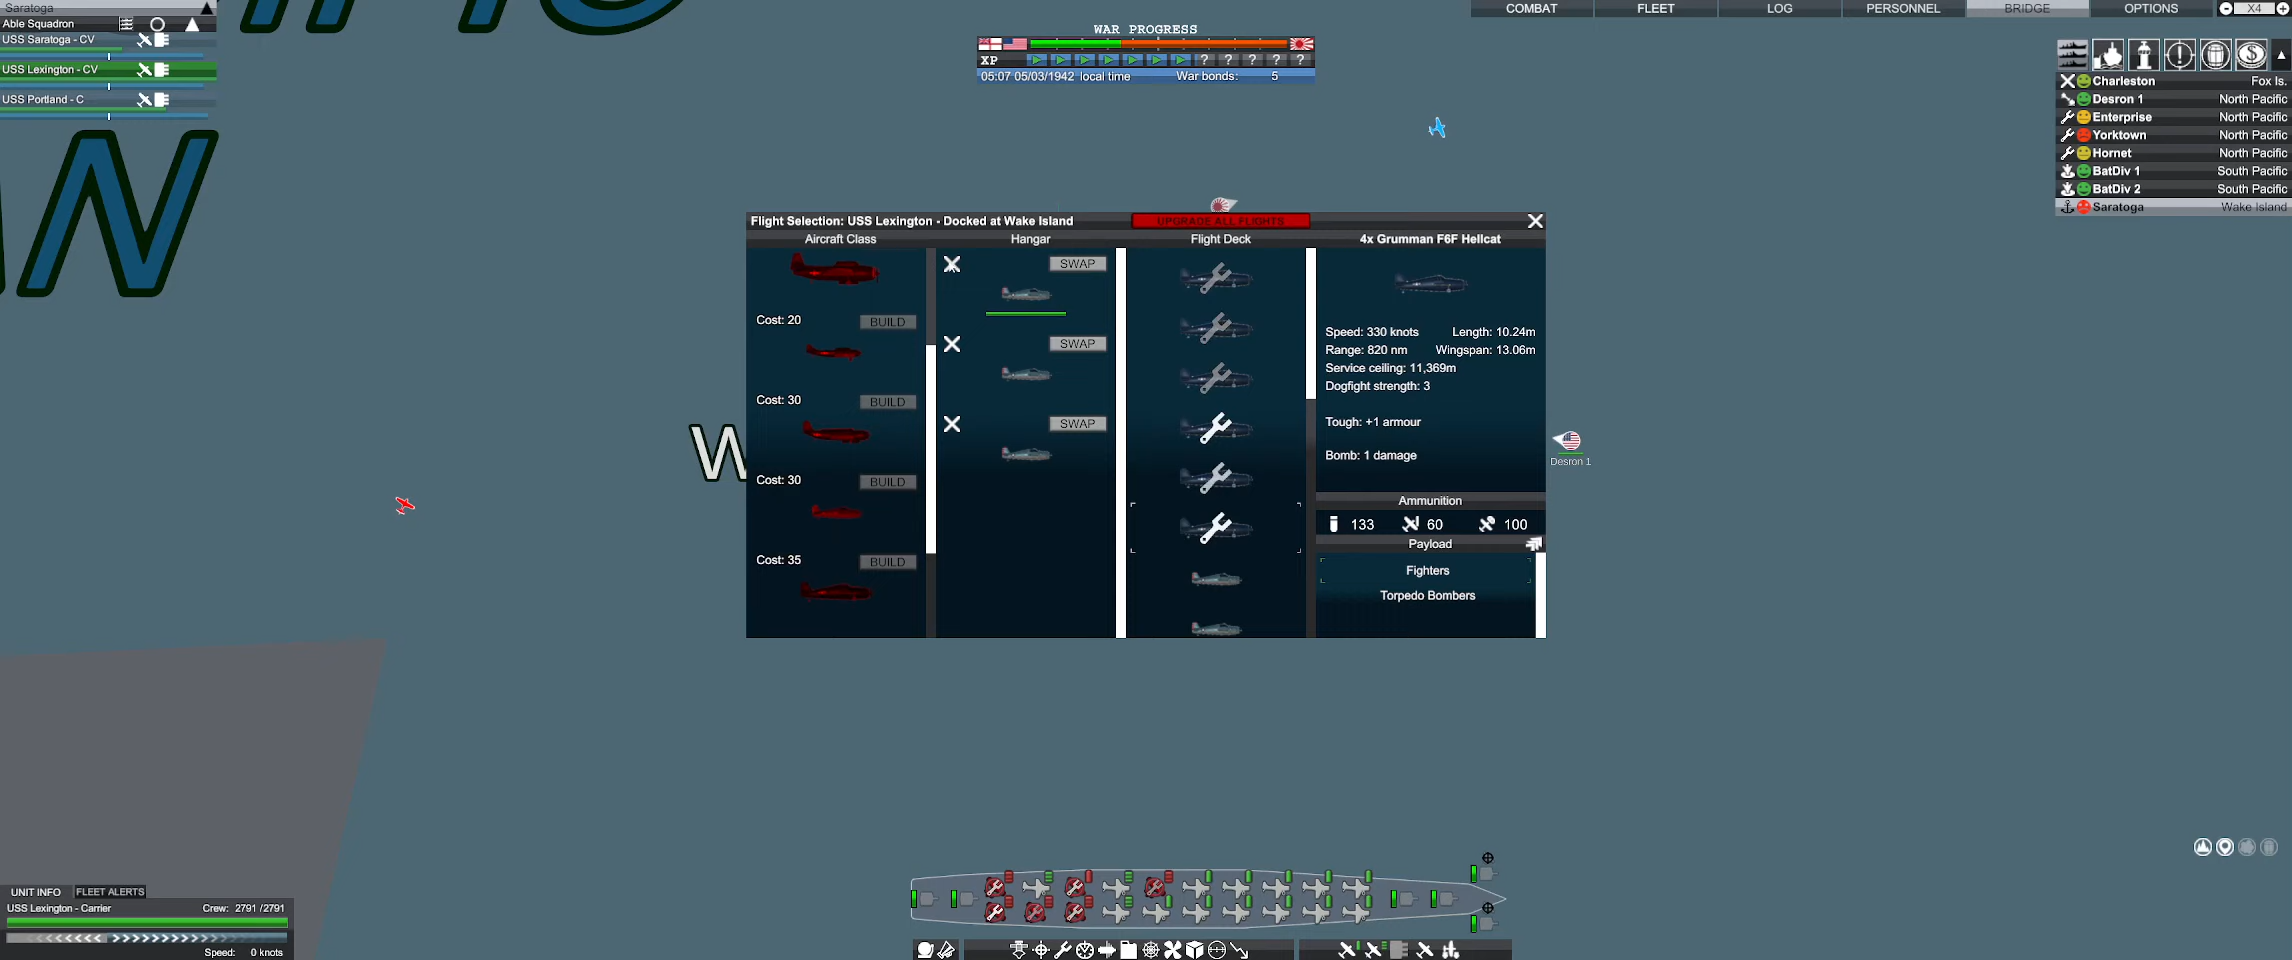 Saratoga
Able Squadron
USS Saratoga - CV
USS Lexington - CV
USS Portland - C
WAR PROGRESS
XP ? ? ? ? ?
05:07 05/03/1942 local time War bonds: 5
COMBAT FLEET LOG PERSONNEL BRIDGE OPTIONS X4
Charleston Fox Is.
Desron 1 North Pacific
Enterprise North Pacific
Yorktown North Pacific
Hornet North Pacific
BatDiv 1 South Pacific
BatDiv 2 South Pacific
Saratoga Wake Island
Flight Selection: USS Lexington - Docked at Wake Island UPGRADE ALL FLIGHTS
Aircraft Class Hangar Flight Deck 4x Grumman F6F Hellcat
SWAP
Cost: 20 BUILD
SWAP
Cost: 30 BUILD
SWAP
Cost: 30 BUILD
Cost: 35 BUILD
Speed: 330 knots Length: 10.24m
Range: 820 nm Wingspan: 13.06m
Service ceiling: 11,369m
Dogfight strength: 3
Tough: +1 armour
Bomb: 1 damage
Ammunition
133 60 100
Payload
Fighters
Torpedo Bombers
W
Desron 1
UNIT INFO FLEET ALERTS
USS Lexington - Carrier Crew: 2791 /2791
Speed: 0 knots